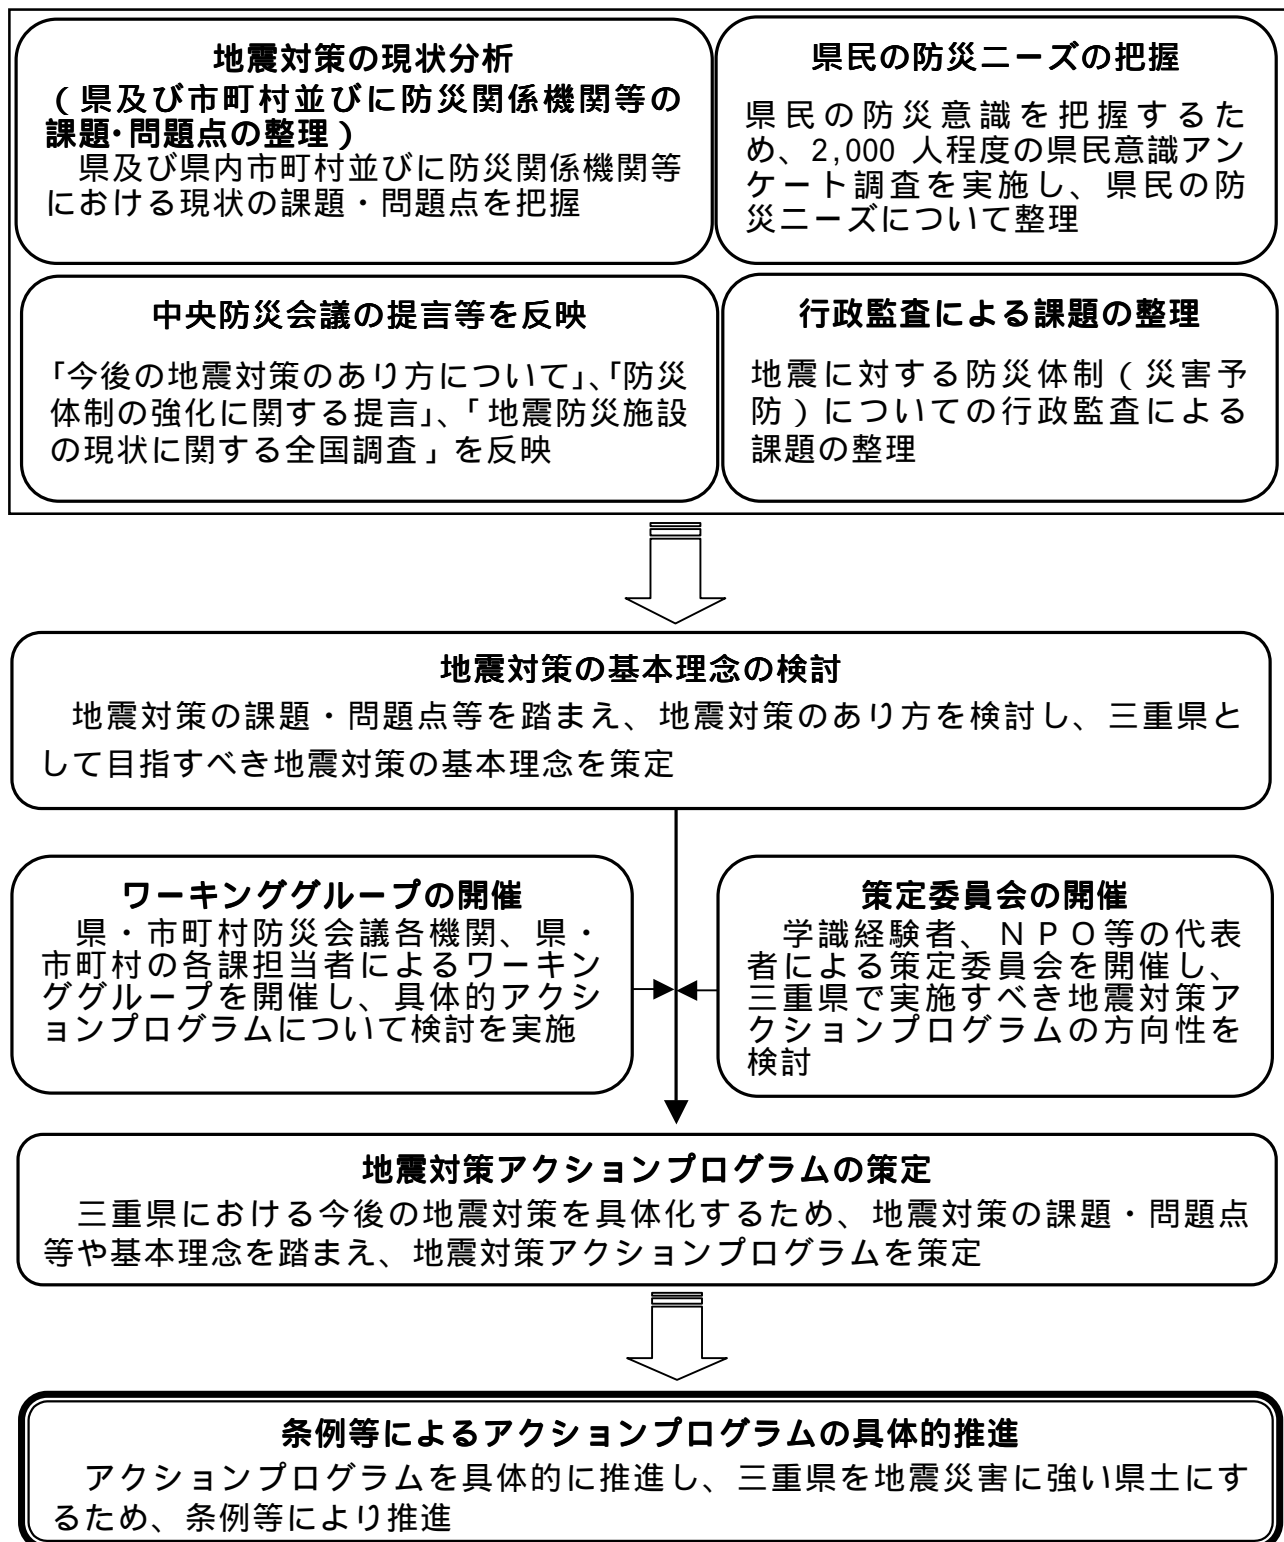 地震対策の現状分析
（県及び市町村並びに防災関係機関等の
課題・問題点の整理）
県及び県内市町村並びに防災関係機関等
における現状の課題・問題点を把握
県民の防災ニーズの把握
県民の防災意識を把握するた
め、2,000 人程度の県民意識アン
ケート調査を実施し、県民の防
災ニーズについて整理
中央防災会議の提言等を反映
「今後の地震対策のあり方について」、「防災
体制の強化に関する提言」、「地震防災施設
の現状に関する全国調査」を反映
行政監査による課題の整理
地震に対する防災体制（災害予
防）についての行政監査による
課題の整理
地震対策の基本理念の検討
地震対策の課題・問題点等を踏まえ、地震対策のあり方を検討し、三重県と
して目指すべき地震対策の基本理念を策定
ワーキンググループの開催
県・市町村防災会議各機関、県・
市町村の各課担当者によるワーキン
ググループを開催し、具体的アクシ
ョンプログラムについて検討を実施
策定委員会の開催
学識経験者、ＮＰＯ等の代表
者による策定委員会を開催し、
三重県で実施すべき地震対策ア
クションプログラムの方向性を
検討
地震対策アクションプログラムの策定
三重県における今後の地震対策を具体化するため、地震対策の課題・問題点
等や基本理念を踏まえ、地震対策アクションプログラムを策定
条例等によるアクションプログラムの具体的推進
アクションプログラムを具体的に推進し、三重県を地震災害に強い県土にす
るため、条例等により推進